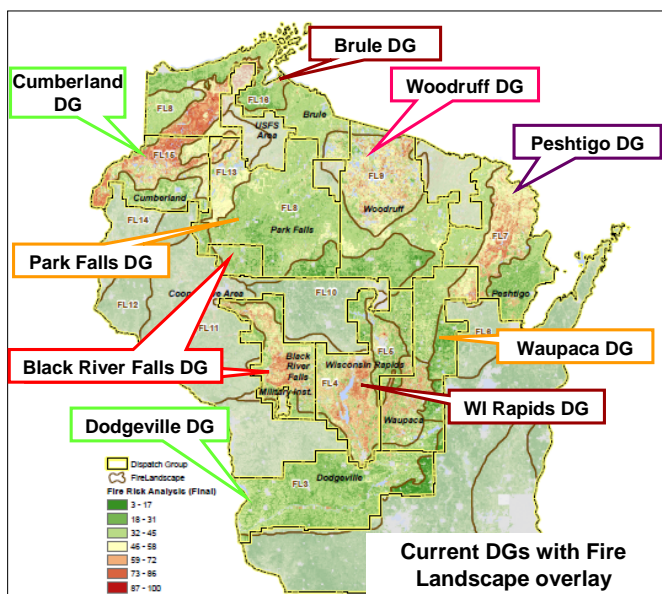 Brule DG
Cumberland
DG
Woodruff DG
Peshtigo DG
FL16
Brule
USFS
Area
FL15
FL13
FL9
Cumberland
FL14
FL8
Woodruff
FL7
Park Falls
Park Falls DG
Peshtigo
FL12
FL10
FL11
Waupaca DG
Black River Falls DG
Black
River
Falls
Wisconsin Rapids
FL5
FL4
Military Inst.
Waupaca
WI Rapids DG
Dodgeville DG
Dodgeville
FL3
Dispatch Group
FireLandscape
Fire Risk Analysis (Final)
3 - 17
18 - 31
32 - 45
46 - 58
59 - 72
73 - 86
87 - 100
Current DGs with Fire
Landscape overlay